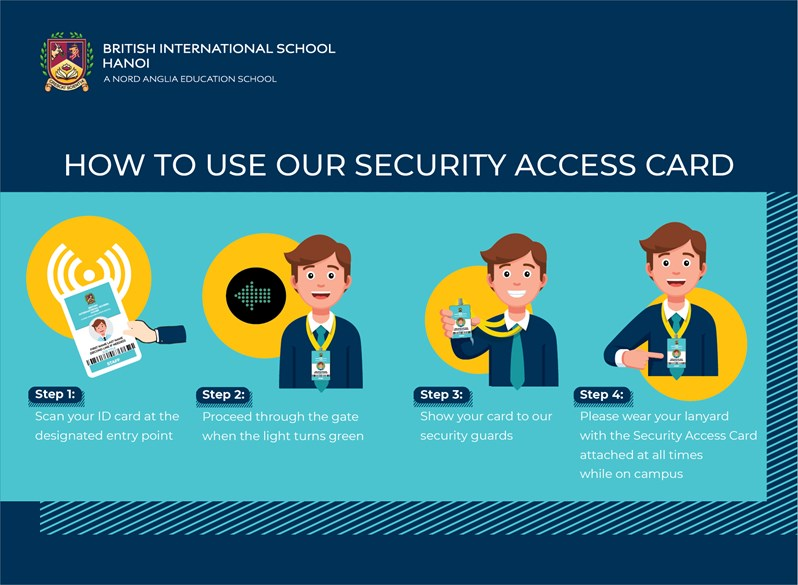 BRITISH INTERNATIONAL SCHOOL
HANOI
A NORD ANGLIA EDUCATION SCHOOL
HOW TO USE OUR SECURITY ACCESS CARD
STAFF
Step 1:
Scan your ID card at the
designated entry point
Step 2:
Proceed through the gate
when the light turns green
Step 3:
Show your card to our
security guards
Step 4:
Please wear your lanyard
with the Security Access Card
attached at all times
while on campus